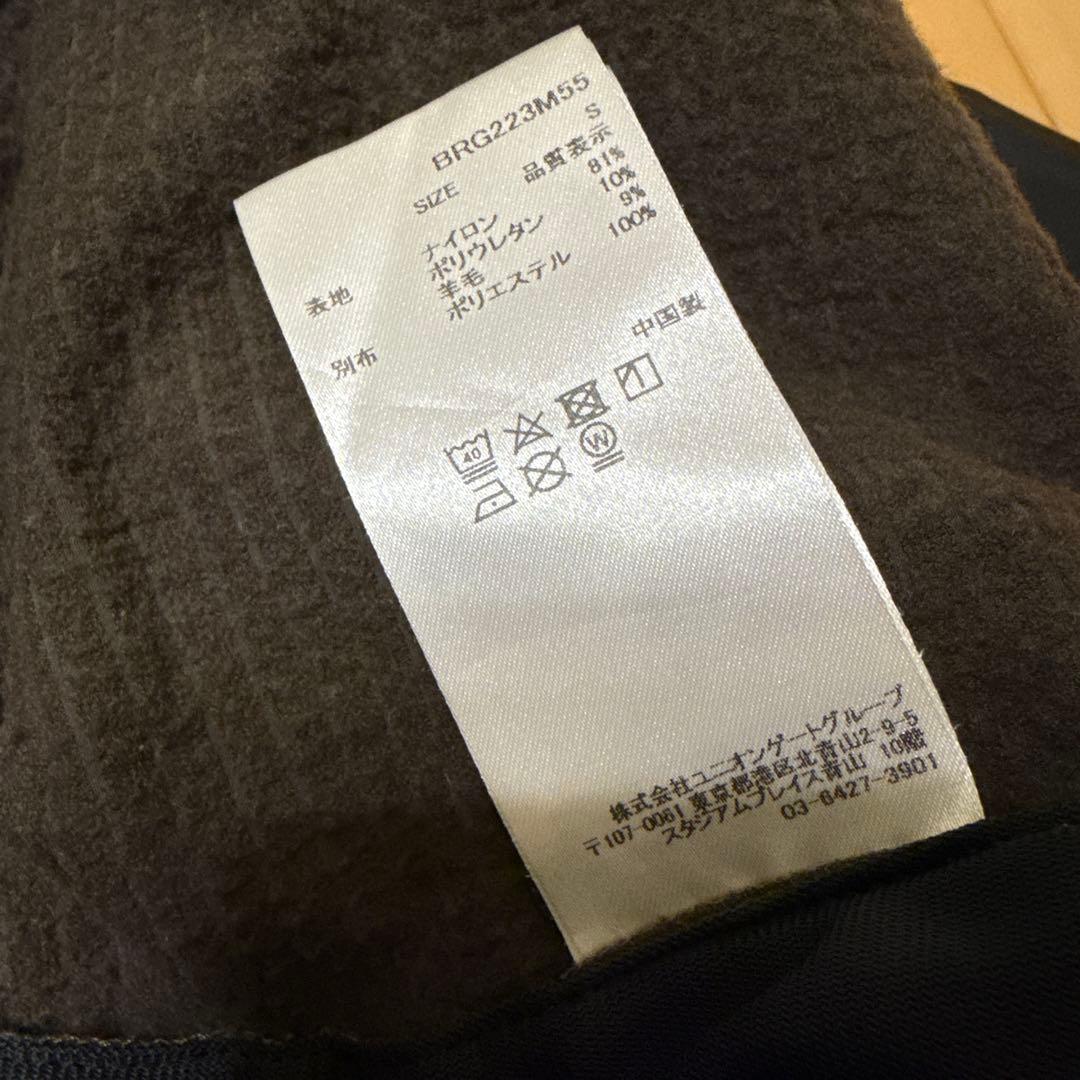 BRG223M55
SIZE S
品質表示
表地 ナイロン 81%
ポリウレタン 10%
羊毛 9%
別布 ポリエステル 100%
中国製
40
W
株式会社ユニオンゲートグループ
〒107-0061 東京都港区北青山2-9-5
スタジアムプレイス青山 10階
03-6427-3901